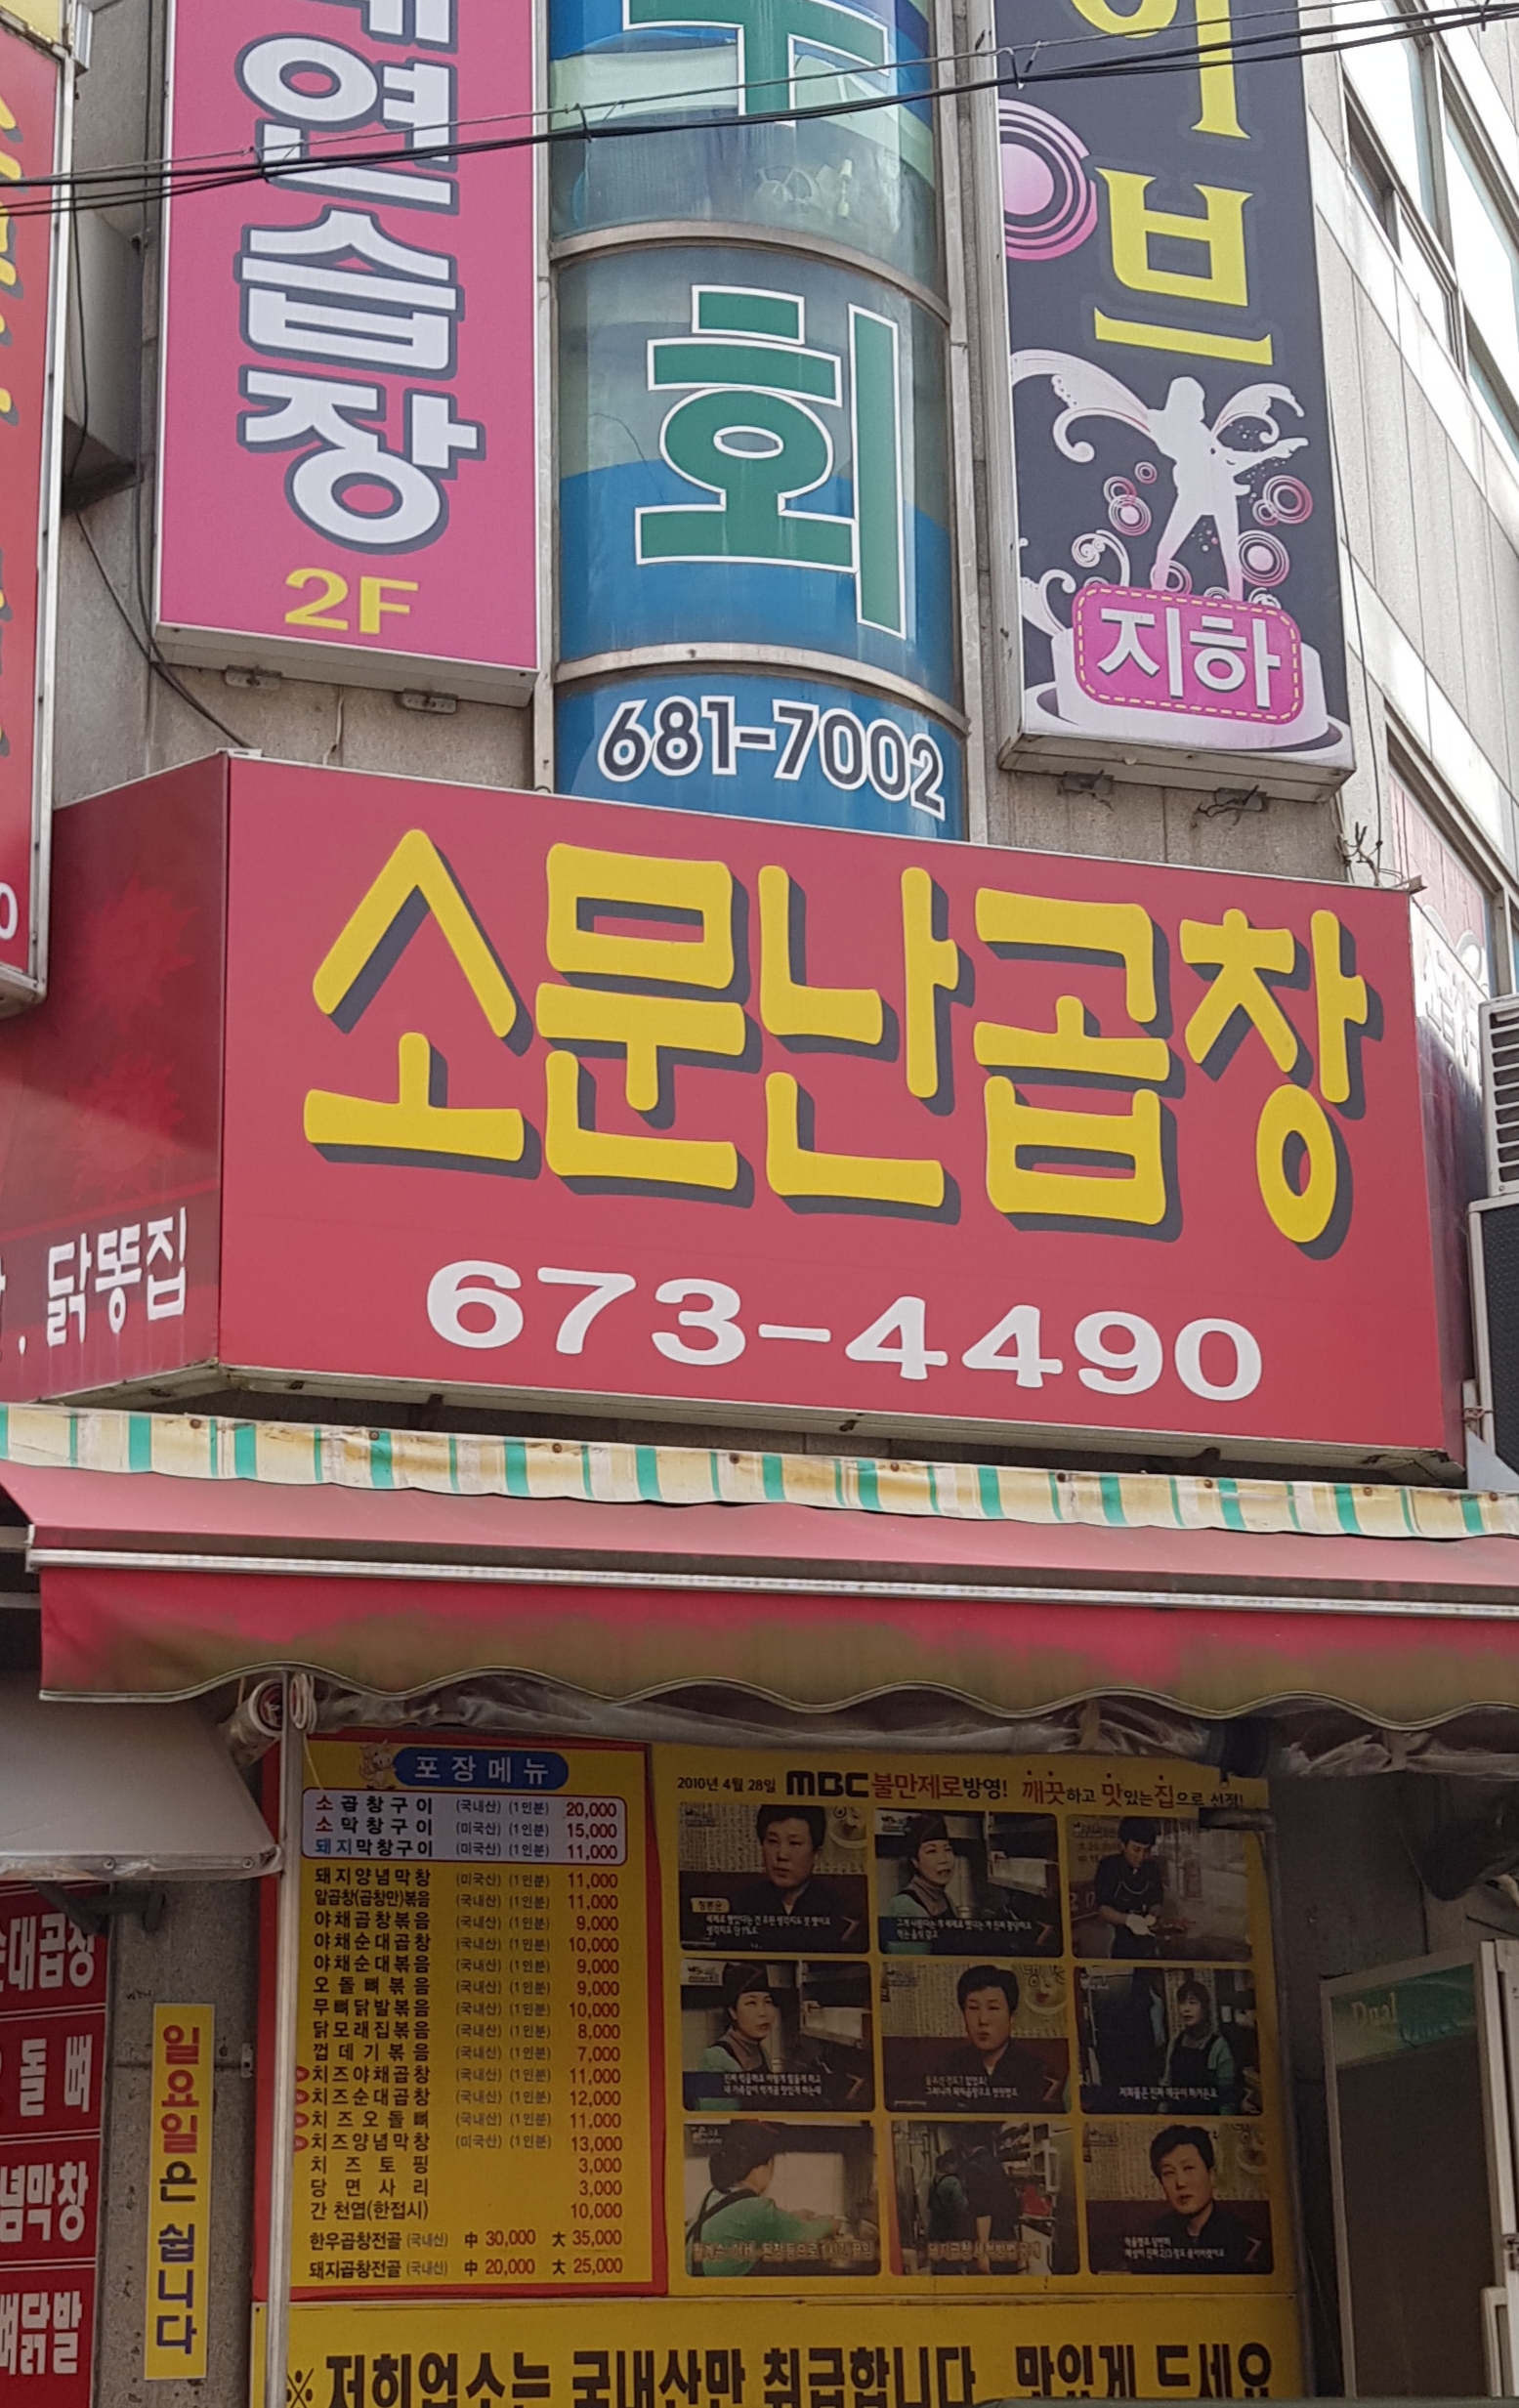 연습장
2F
회
681-7002
브
지하
소문난곱창
673-4490
닭똥집
포장메뉴
소곱창구이 (국내산) (1인분) 20,000
소막창구이 (미국산) (1인분) 15,000
돼지막창구이 (미국산) (1인분) 11,000
돼지양념막창 (미국산) (1인분) 11,000
알곱창(곱창만)볶음 (국내산) (1인분) 11,000
야채곱창볶음 (국내산) (1인분) 9,000
야채순대곱창 (국내산) (1인분) 10,000
야채순대볶음 (국내산) (1인분) 9,000
오돌뼈볶음 (국내산) (1인분) 9,000
무뼈닭발볶음 (국내산) (1인분) 10,000
닭모래집볶음 (국내산) (1인분) 8,000
껍데기볶음 (국내산) (1인분) 7,000
치즈야채곱창 (국내산) (1인분) 11,000
치즈순대곱창 (국내산) (1인분) 12,000
치즈오돌뼈 (국내산) (1인분) 11,000
치즈양념막창 (미국산) (1인분) 13,000
치즈토핑 3,000
당면사리 3,000
간 천엽(한접시) 10,000
한우곱창전골 (국내산) 中 30,000 大 35,000
돼지곱창전골 (국내산) 中 20,000 大 25,000
2010년 4월 28일 MBC불만제로방영! 깨끗하고 맛있는집으로 선정!
일요일은 쉽니다
순대곱창
돌뼈
념막창
뼈닭발
※ 저희업소는 국내산만 취급합니다. 맛있게 드세요